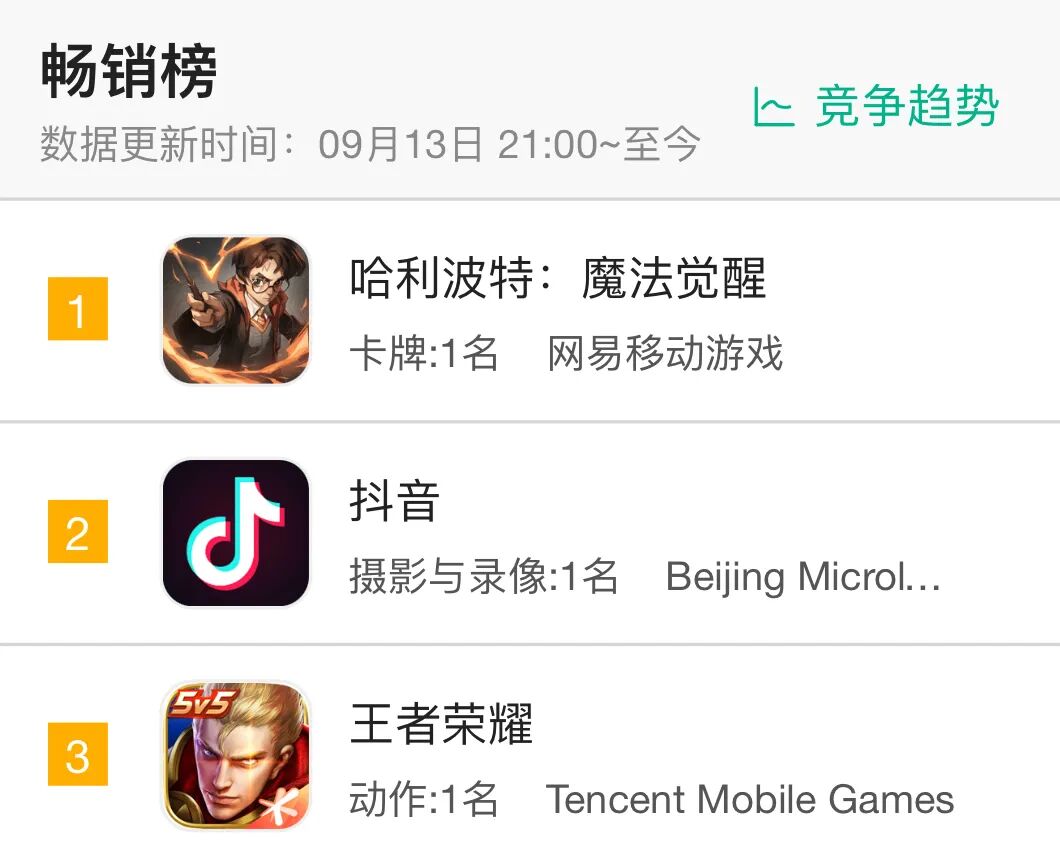 畅销榜
竞争趋势
数据更新时间：09月13日 21:00~至今
1
哈利波特：魔法觉醒
卡牌:1名 网易移动游戏
2
抖音
摄影与录像:1名 Beijing Microl...
3
5v5
王者荣耀
动作:1名 Tencent Mobile Games